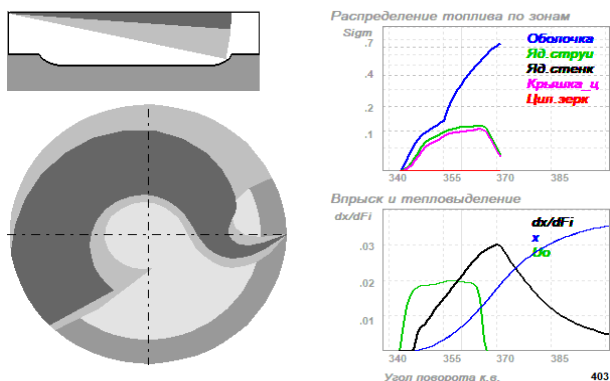 Распределение топлива по зонам
Sigm
.7
.4
.2
.1
Оболочка
Яд.струи
Яд.стенк
Крышка_ц
Цил.зерк
340 355 370 385
Впрыск и тепловыделение
dx/dFi
.03
.02
.01
dx/dFi
x
Uo
340 355 370 385
Угол поворота к.в. 403